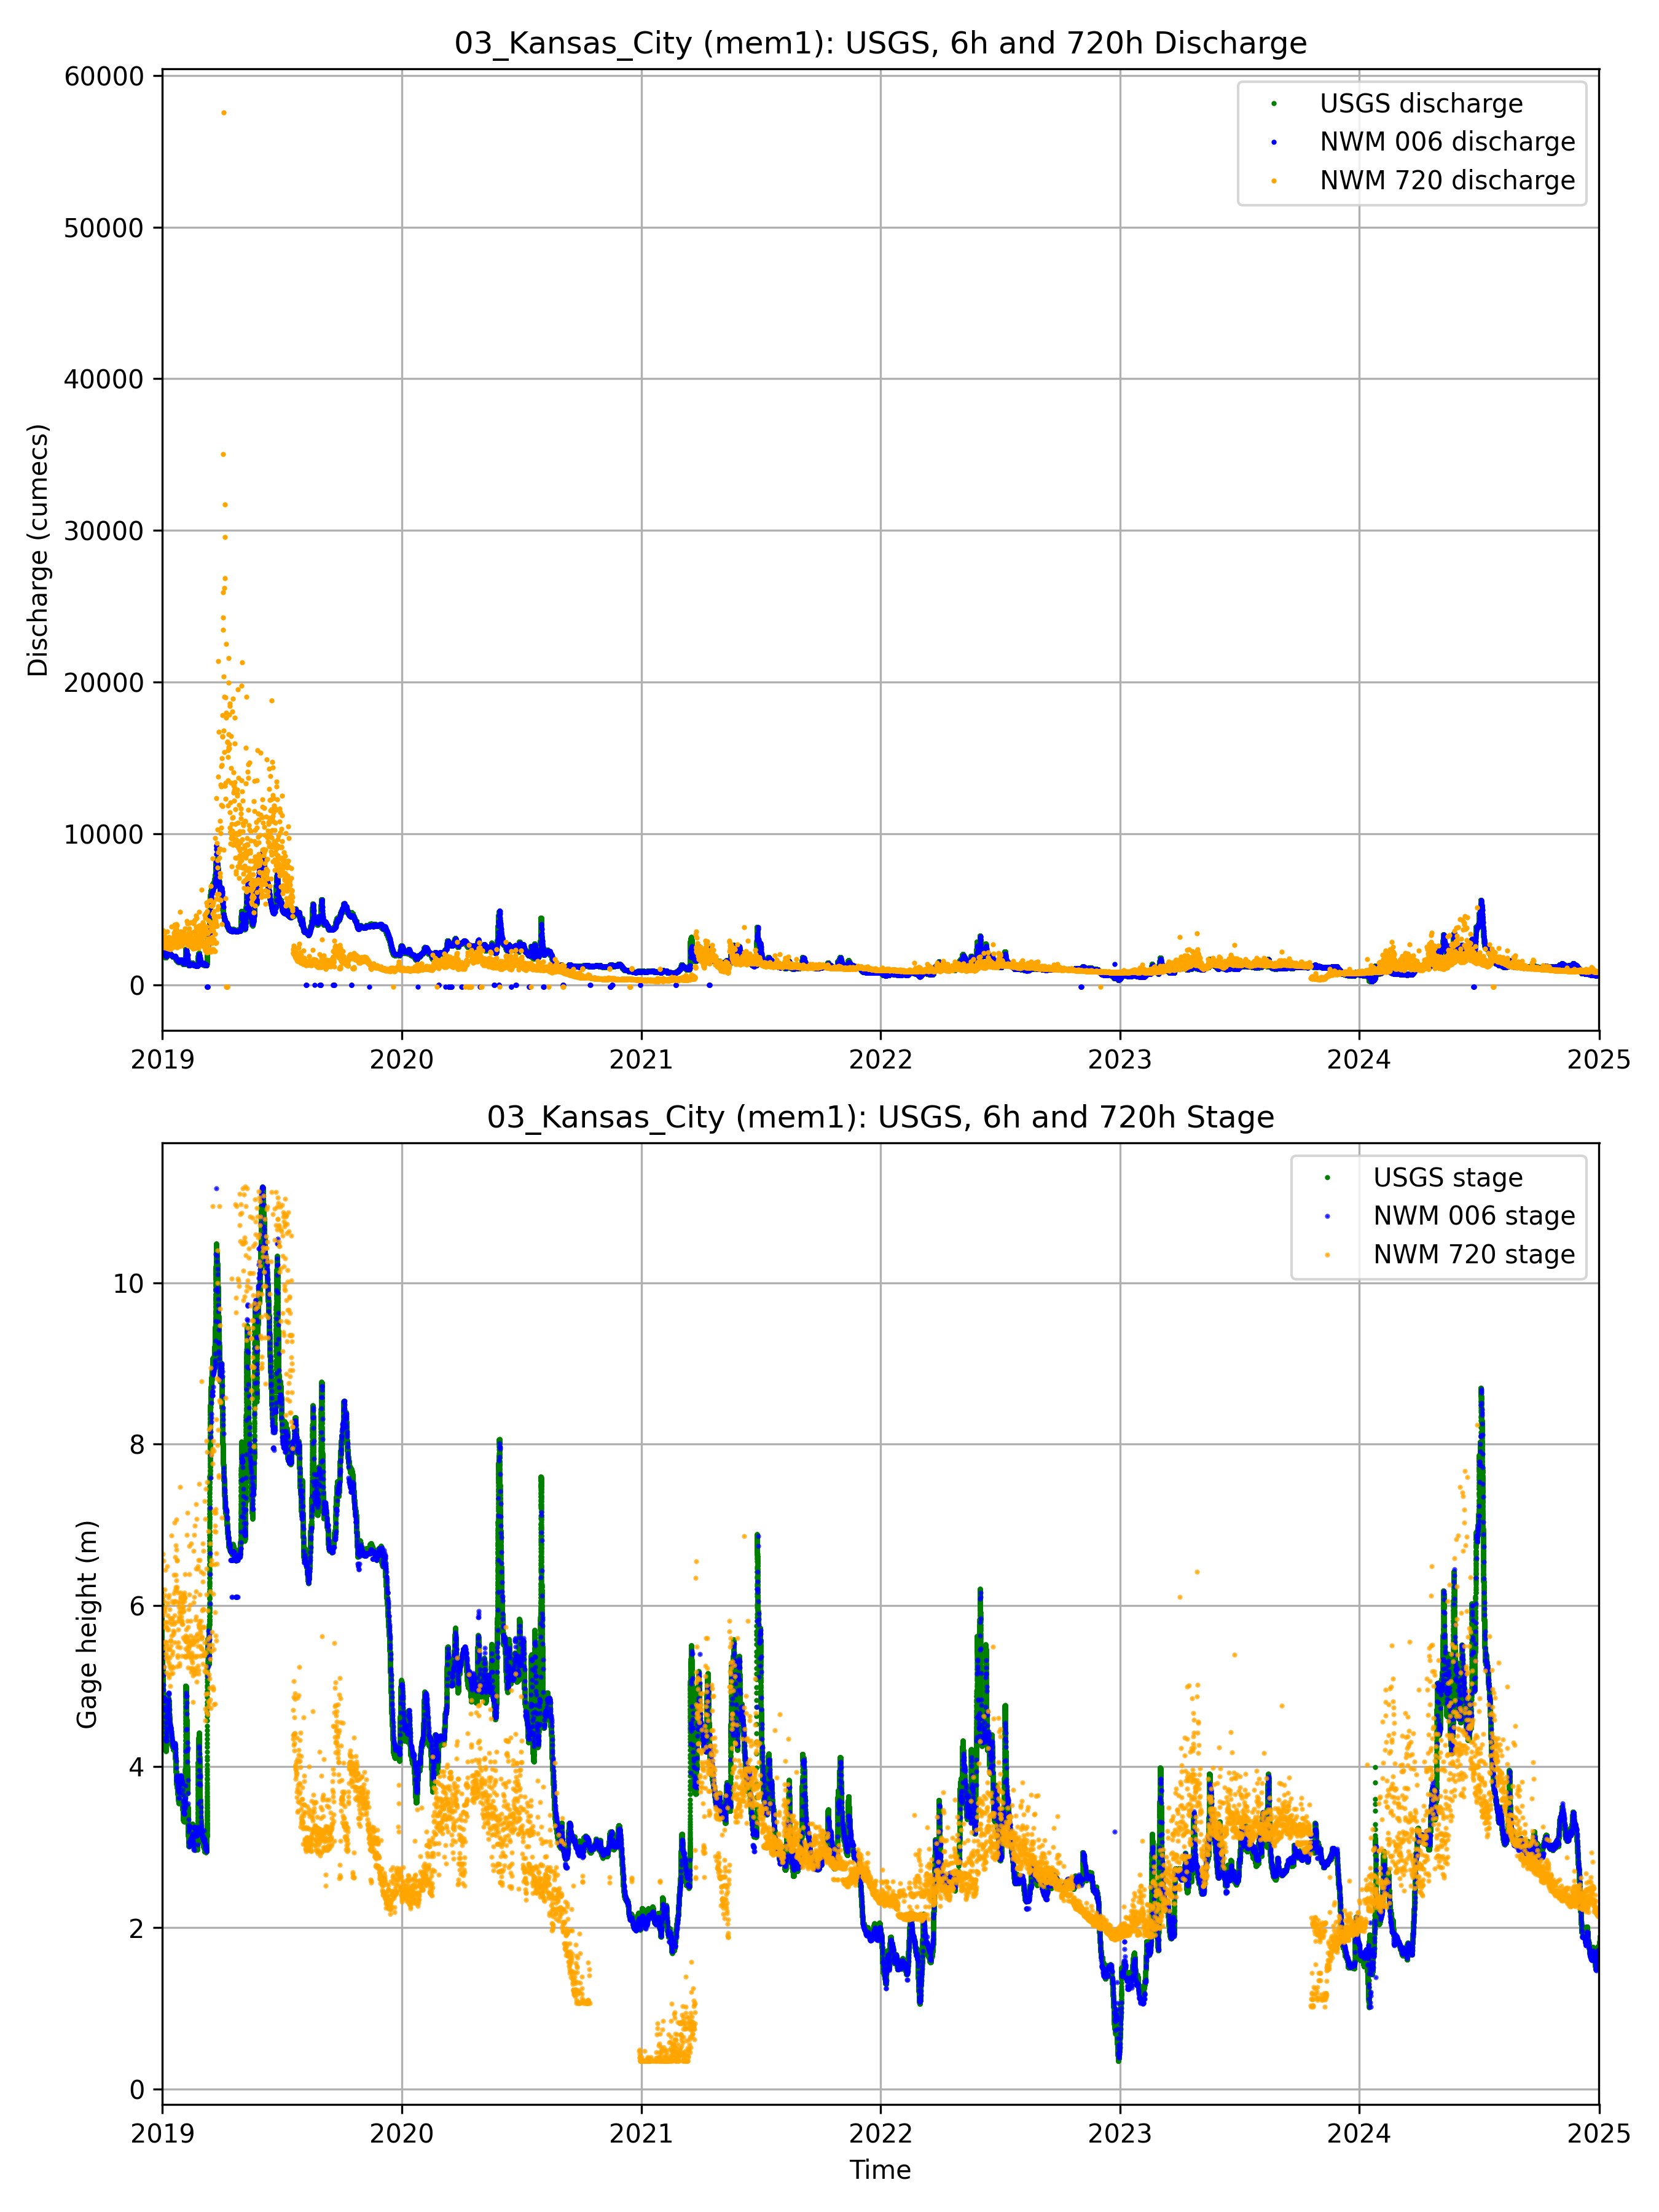 03_Kansas_City (mem1): USGS, 6h and 720h Discharge
60000
50000
40000
30000
20000
10000
0
Discharge (cumecs)
USGS discharge
NWM 006 discharge
NWM 720 discharge
2019 2020 2021 2022 2023 2024 2025
03_Kansas_City (mem1): USGS, 6h and 720h Stage
10
8
6
4
2
0
Gage height (m)
USGS stage
NWM 006 stage
NWM 720 stage
2019 2020 2021 2022 2023 2024 2025
Time